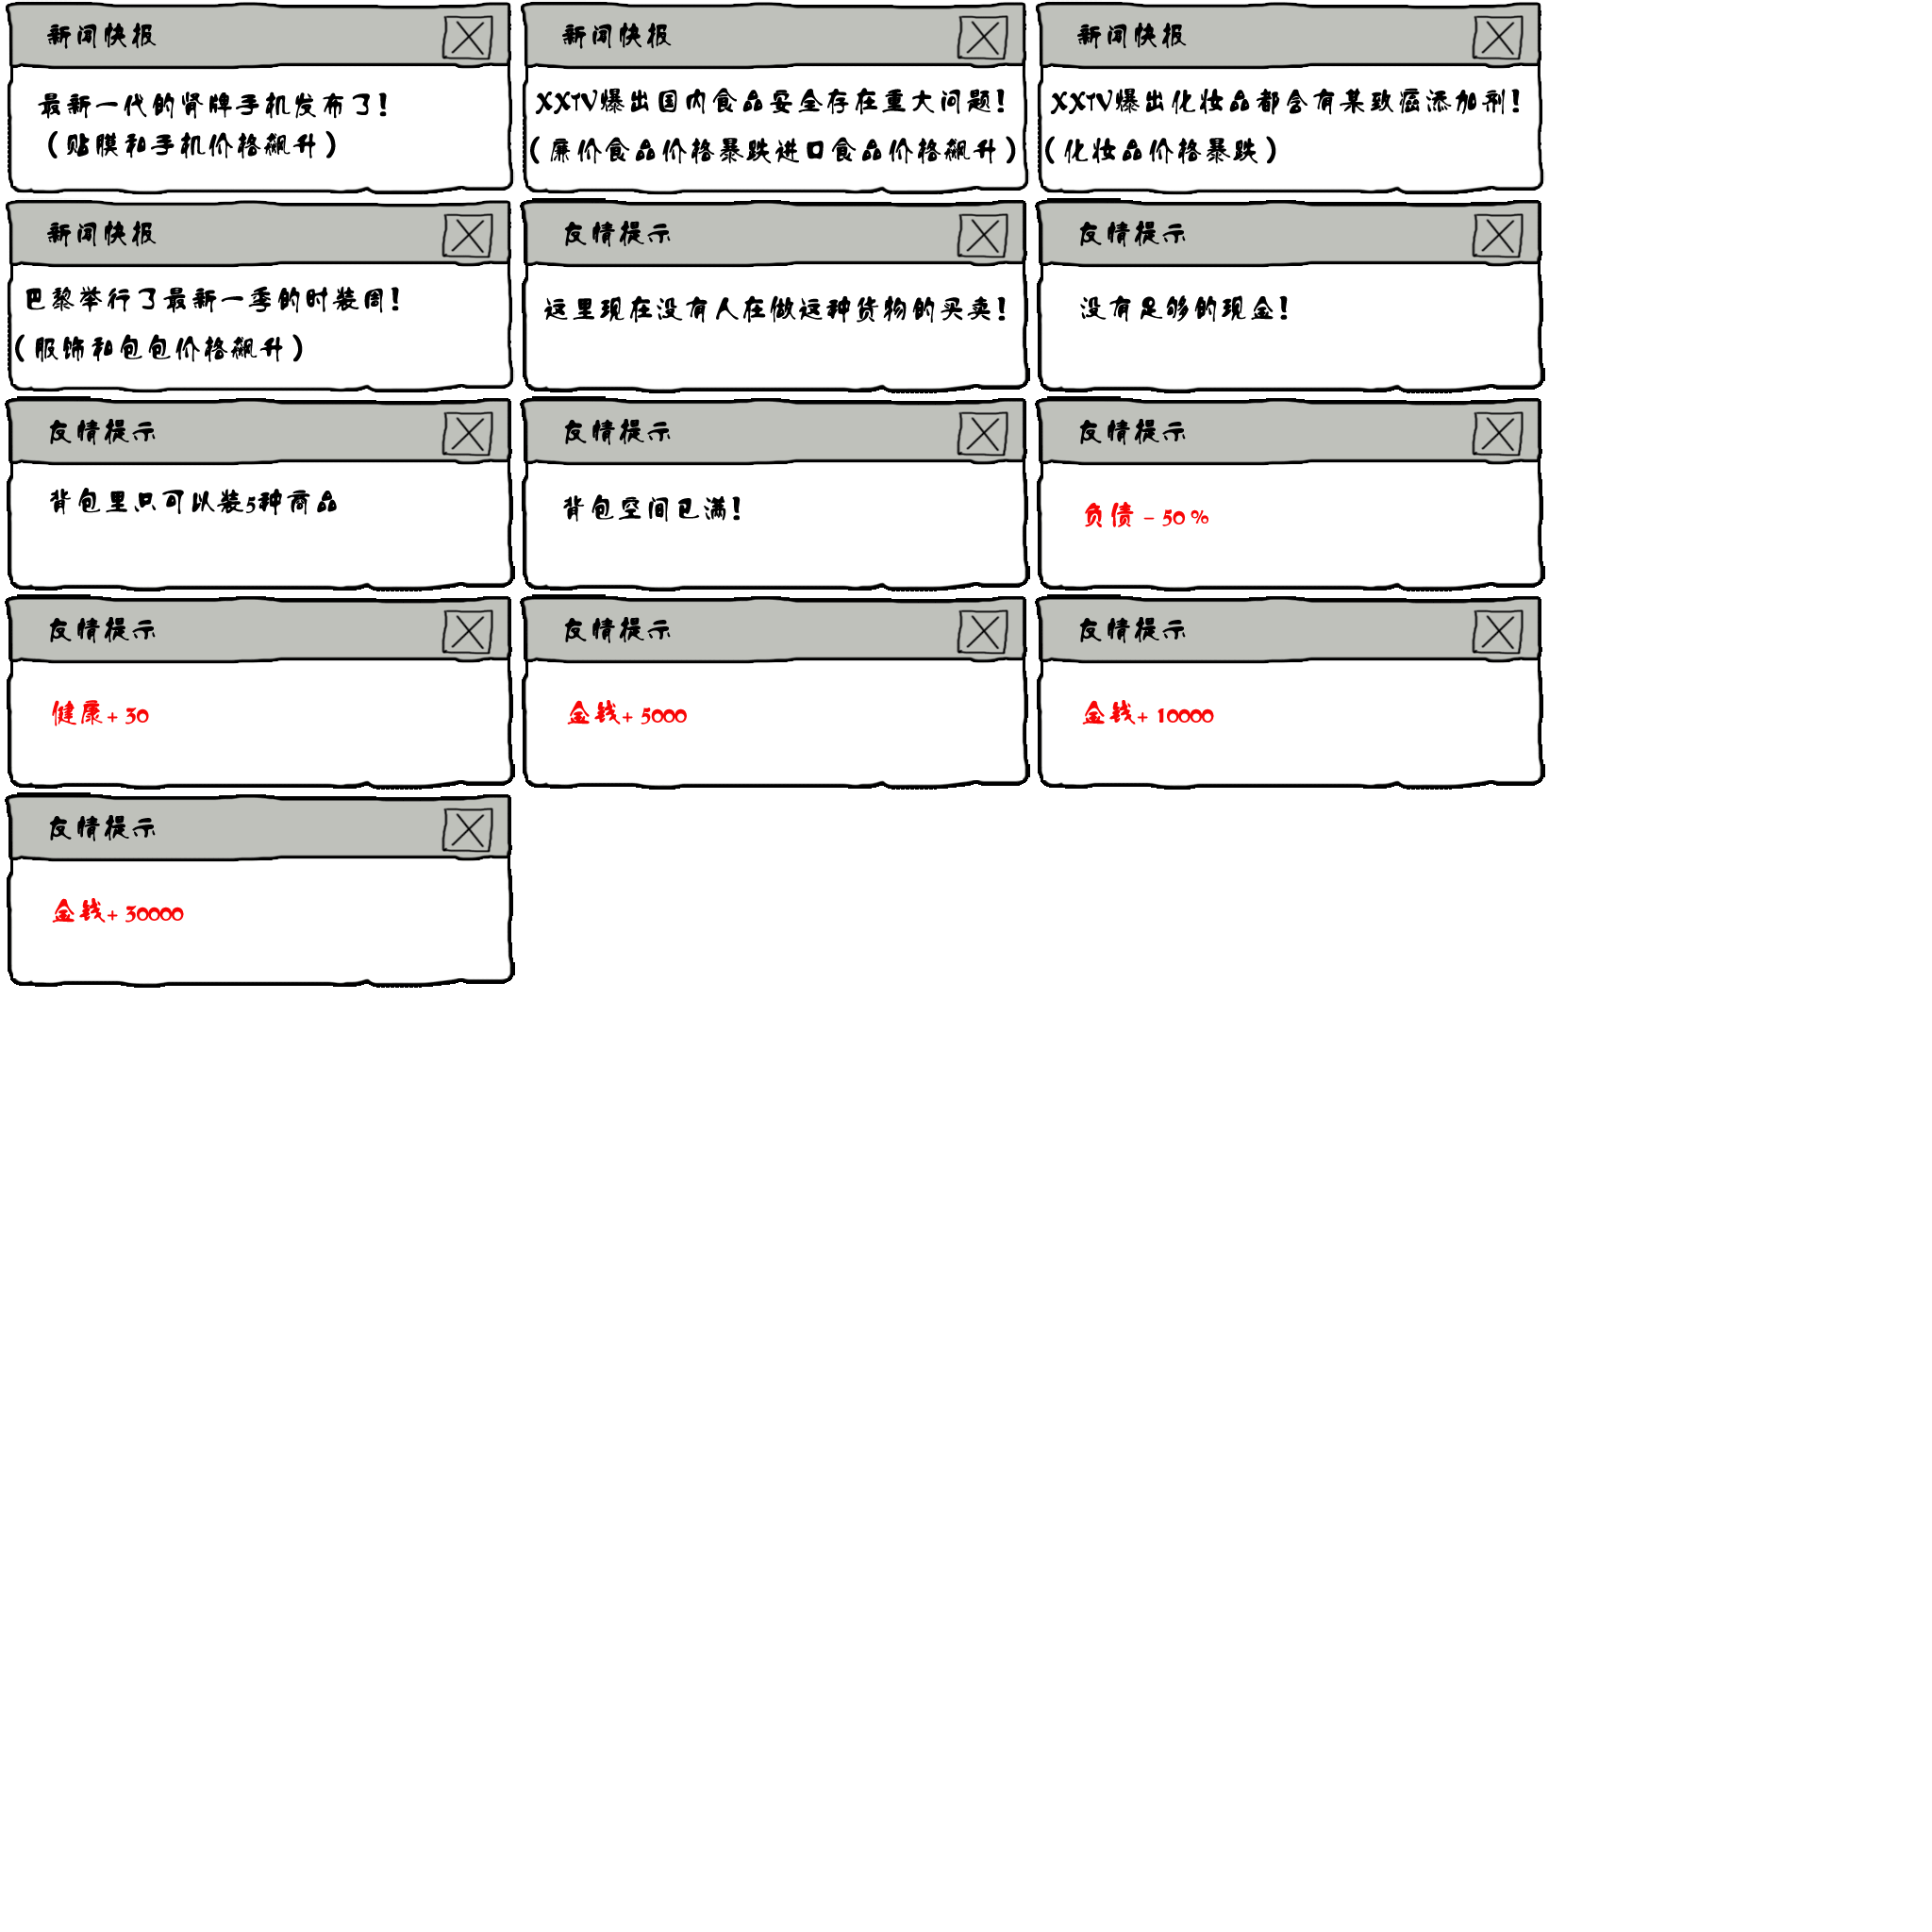 新闻快报
最新一代的肾牌手机发布了!
(贴膜和手机价格飙升)
新闻快报
XXTV爆出国内食品安全存在重大问题!
(廉价食品价格暴跌进口食品价格飙升)
新闻快报
XXTV爆出化妆品都含有某致癌添加剂!
(化妆品价格暴跌)
新闻快报
巴黎举行了最新一季的时装周!
(服饰和包包价格飙升)
友情提示
这里现在没有人在做这种货物的买卖!
友情提示
没有足够的现金!
友情提示
背包里只可以装5种商品
友情提示
背包空间已满!
友情提示
负债 - 50 %
友情提示
健康+ 30
友情提示
金钱+ 5000
友情提示
金钱+ 10000
友情提示
金钱+ 30000